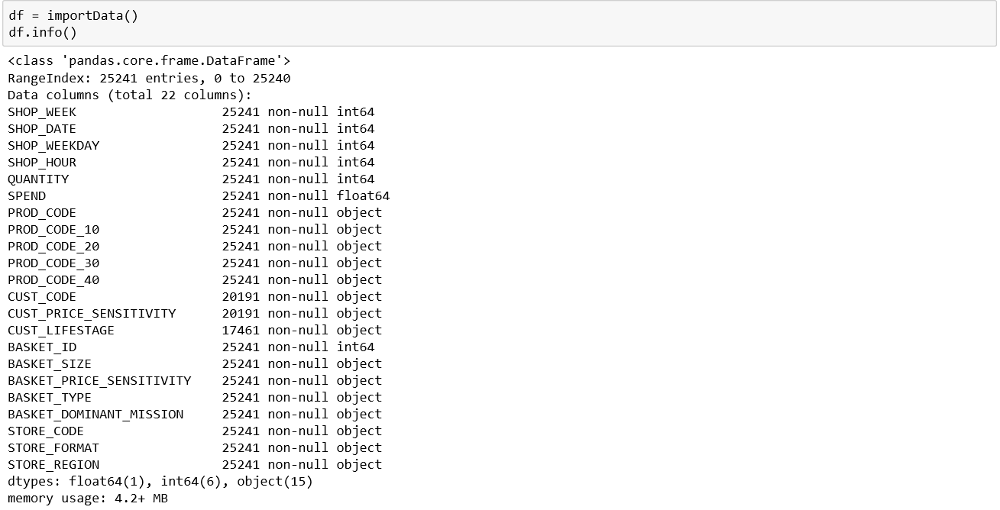 df = importData()
df.info()
<class 'pandas.core.frame.DataFrame'>
RangeIndex: 25241 entries, 0 to 25240
Data columns (total 22 columns):
SHOP_WEEK                   25241 non-null int64
SHOP_DATE                   25241 non-null int64
SHOP_WEEKDAY                25241 non-null int64
SHOP_HOUR                   25241 non-null int64
QUANTITY                    25241 non-null int64
SPEND                       25241 non-null float64
PROD_CODE                   25241 non-null object
PROD_CODE_10                25241 non-null object
PROD_CODE_20                25241 non-null object
PROD_CODE_30                25241 non-null object
PROD_CODE_40                25241 non-null object
CUST_CODE                   20191 non-null object
CUST_PRICE_SENSITIVITY      20191 non-null object
CUST_LIFESTAGE              17461 non-null object
BASKET_ID                   25241 non-null int64
BASKET_SIZE                 25241 non-null object
BASKET_PRICE_SENSITIVITY    25241 non-null object
BASKET_TYPE                 25241 non-null object
BASKET_DOMINANT_MISSION     25241 non-null object
STORE_CODE                  25241 non-null object
STORE_FORMAT                25241 non-null object
STORE_REGION                25241 non-null object
dtypes: float64(1), int64(6), object(15)
memory usage: 4.2+ MB